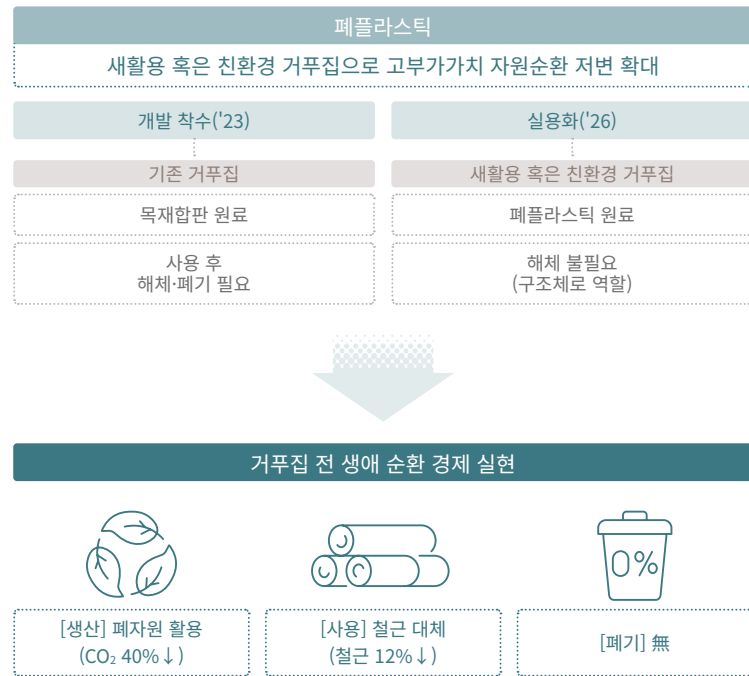 폐플라스틱
새활용 혹은 친환경 거푸집으로 고부가가치 자원순환 저변 확대
개발 착수('23)
실용화('26)
기존 거푸집
새활용 혹은 친환경 거푸집
목재합판 원료
폐플라스틱 원료
사용 후
해체·폐기 필요
해체 불필요
(구조체로 역할)
거푸집 전 생애 순환 경제 실현
0%
[생산] 폐자원 활용
(CO₂ 40%↓)
[사용] 철근 대체
(철근 12%↓)
[폐기] 無